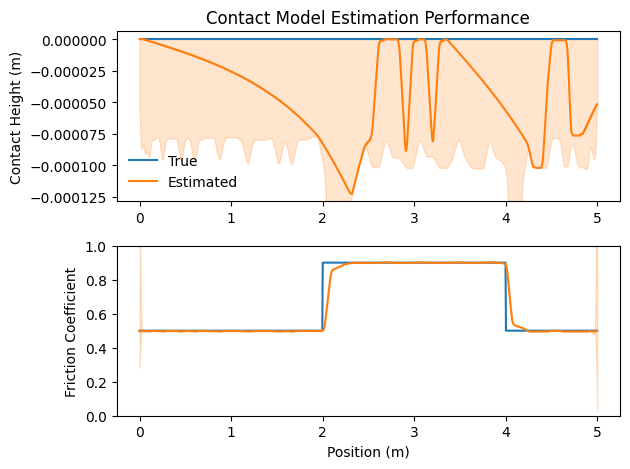 Contact Model Estimation Performance
Contact Height (m)
0.000000
−0.000025
−0.000050
−0.000075
−0.000100
−0.000125
True
Estimated
0 1 2 3 4 5
Friction Coefficient
1.0
0.8
0.6
0.4
0.2
0.0
0 1 2 3 4 5
Position (m)